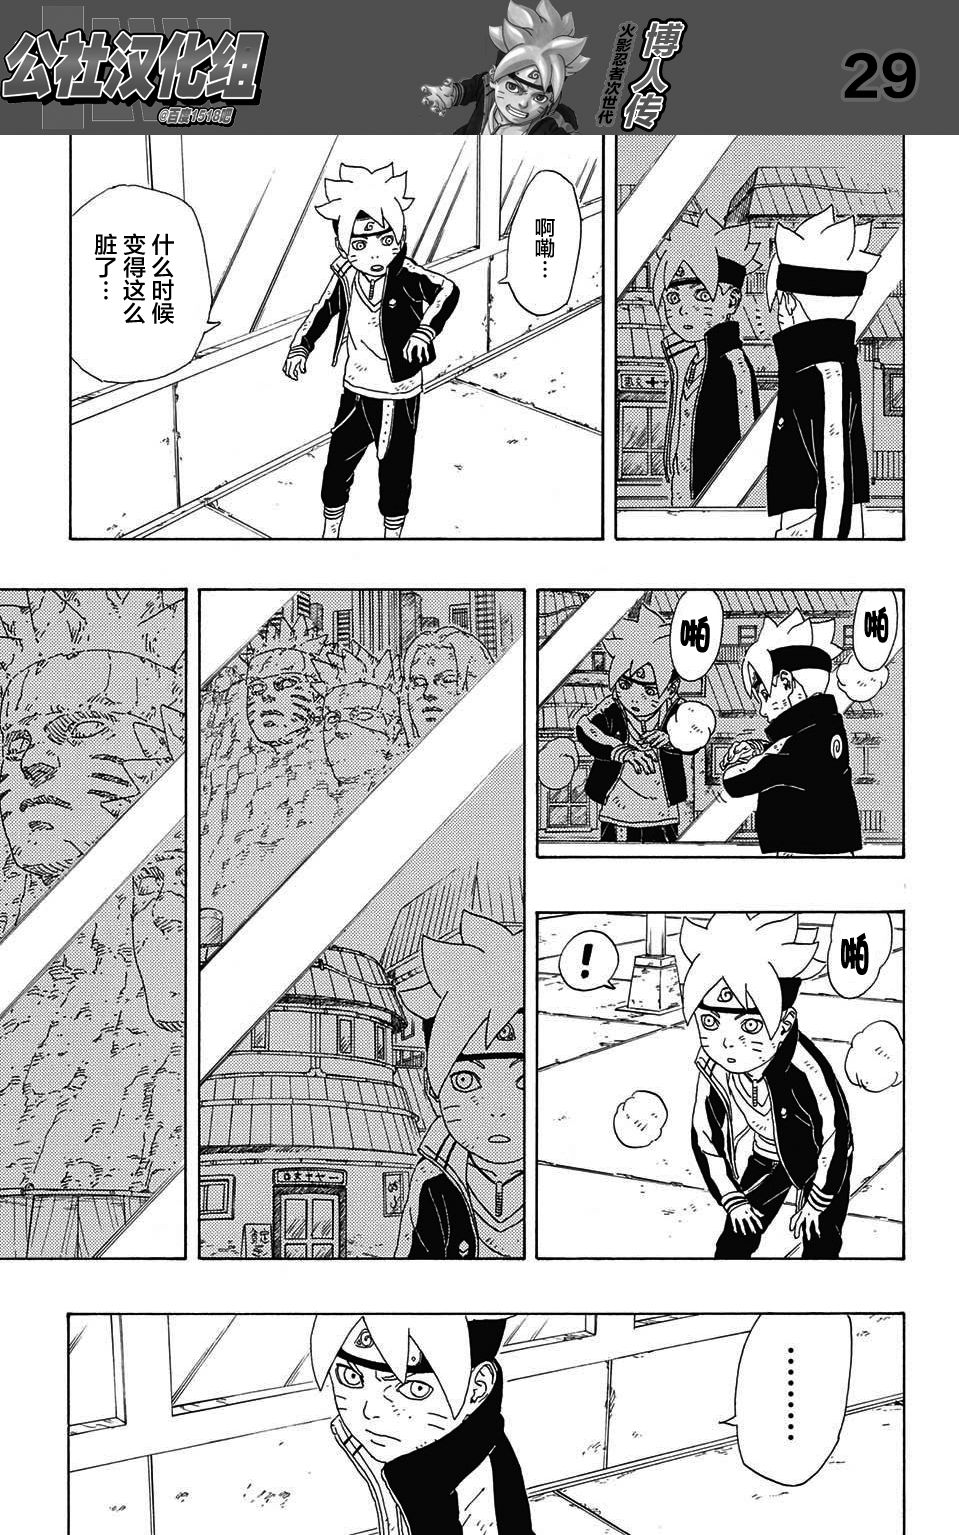 公社汉化组
@百度1516吧
火影忍者次世代
博人传
29
啊嘞…
什么时候
变得这么
脏了…
啪
啪
啪
！
………